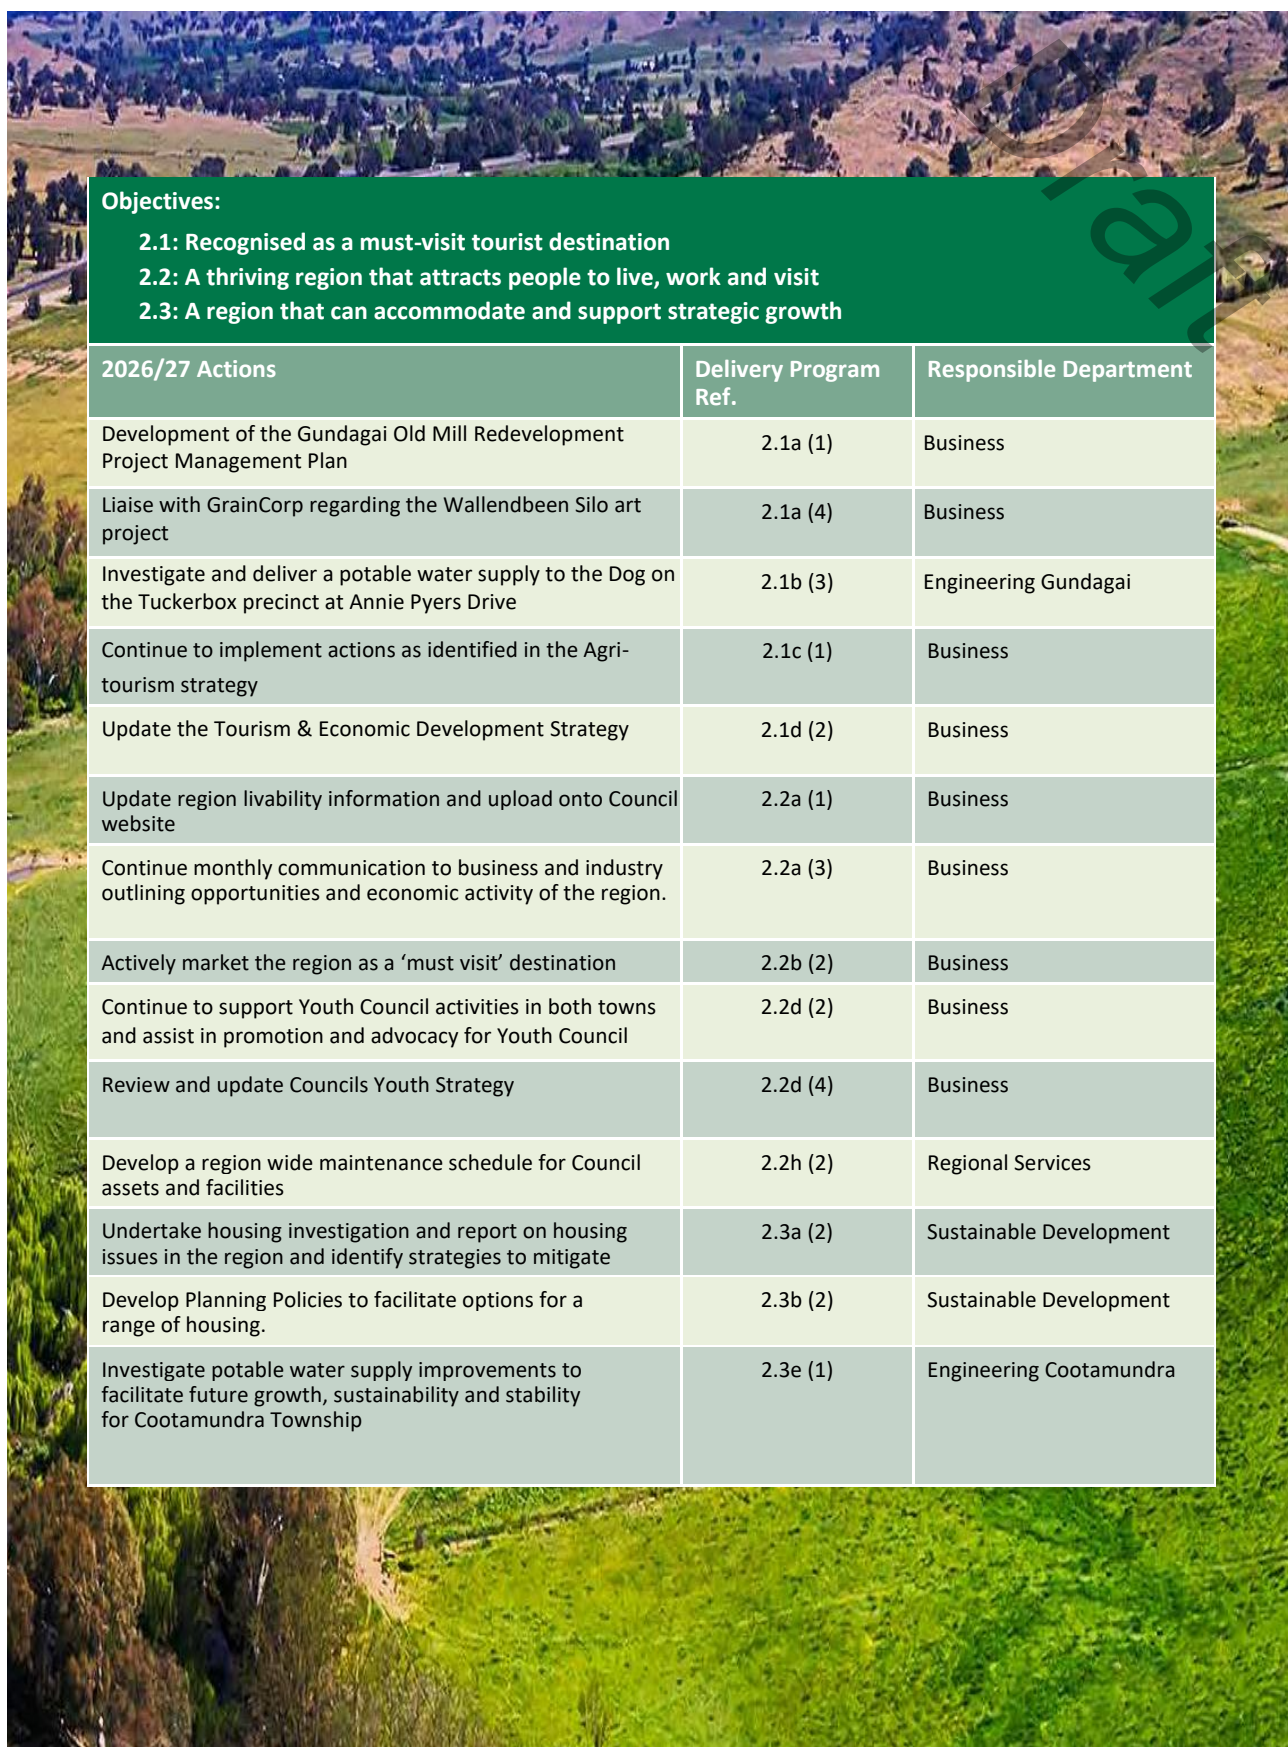 Draft
Objectives:
2.1: Recognised as a must-visit tourist destination
2.2: A thriving region that attracts people to live, work and visit
2.3: A region that can accommodate and support strategic growth
2026/27 Actions
Delivery Program
Ref.
Responsible Department
Development of the Gundagai Old Mill Redevelopment
Project Management Plan
2.1a (1)
Business
Liaise with GrainCorp regarding the Wallendbeen Silo art
project
2.1a (4)
Business
Investigate and deliver a potable water supply to the Dog on
the Tuckerbox precinct at Annie Pyers Drive
2.1b (3)
Engineering Gundagai
Continue to implement actions as identified in the Agri-
tourism strategy
2.1c (1)
Business
Update the Tourism & Economic Development Strategy
2.1d (2)
Business
Update region livability information and upload onto Council
website
2.2a (1)
Business
Continue monthly communication to business and industry
outlining opportunities and economic activity of the region.
2.2a (3)
Business
Actively market the region as a ‘must visit’ destination
2.2b (2)
Business
Continue to support Youth Council activities in both towns
and assist in promotion and advocacy for Youth Council
2.2d (2)
Business
Review and update Councils Youth Strategy
2.2d (4)
Business
Develop a region wide maintenance schedule for Council
assets and facilities
2.2h (2)
Regional Services
Undertake housing investigation and report on housing
issues in the region and identify strategies to mitigate
2.3a (2)
Sustainable Development
Develop Planning Policies to facilitate options for a
range of housing.
2.3b (2)
Sustainable Development
Investigate potable water supply improvements to
facilitate future growth, sustainability and stability
for Cootamundra Township
2.3e (1)
Engineering Cootamundra